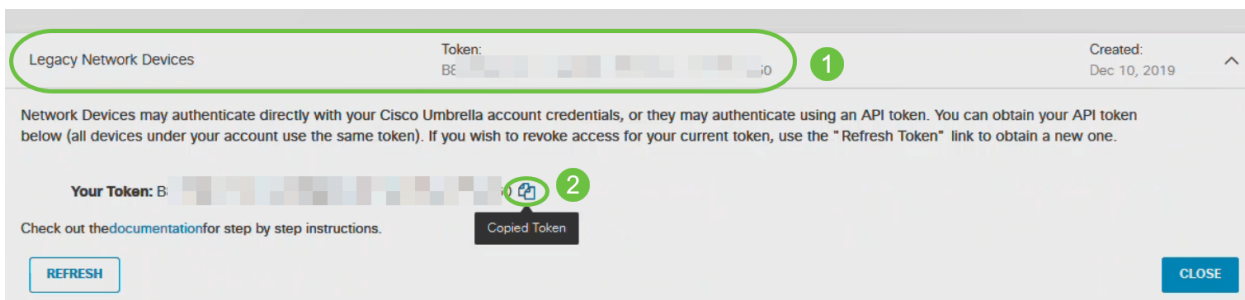 Legacy Network Devices
Token:
Created:
1
Dec 10, 2019
Network Devices may authenticate directly with your Cisco Umbrella account credentials, or they may authenticate using an API token. You can obtain your API token
below (all devices under your account use the same token). If you wish to revoke access for your current token, use the "Refresh Token" link to obtain a new one.
Your Token:
2
Check out thedocumentationfor step by step instructions.
Copied Token
REFRESH
CLOSE